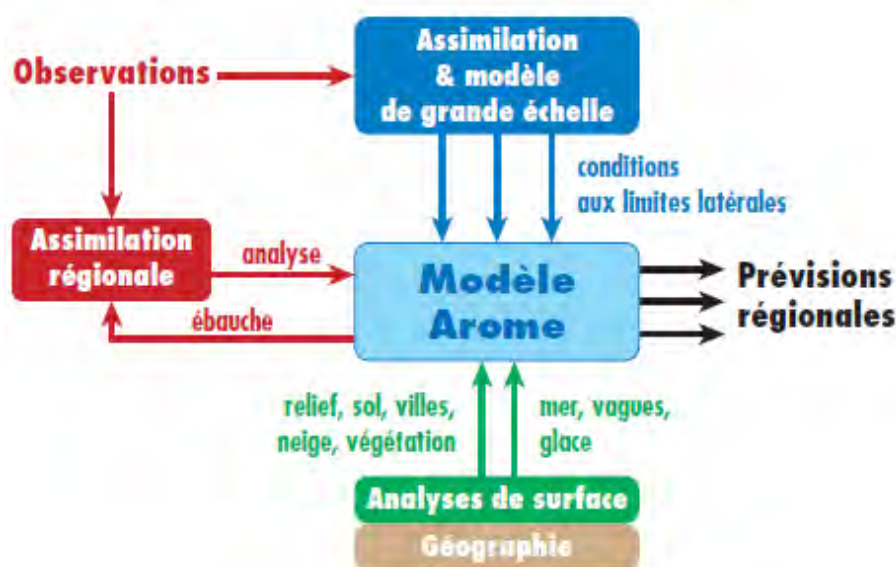 Assimilation
& modèle
de grande échelle
Observations
conditions
aux limites latérales
Assimilation
régionale
analyse
ébauche
Modèle
Arome
Prévisions
régionales
relief, sol, villes,
neige, végétation
mer, vagues,
glace
Analyses de surface
Géographie